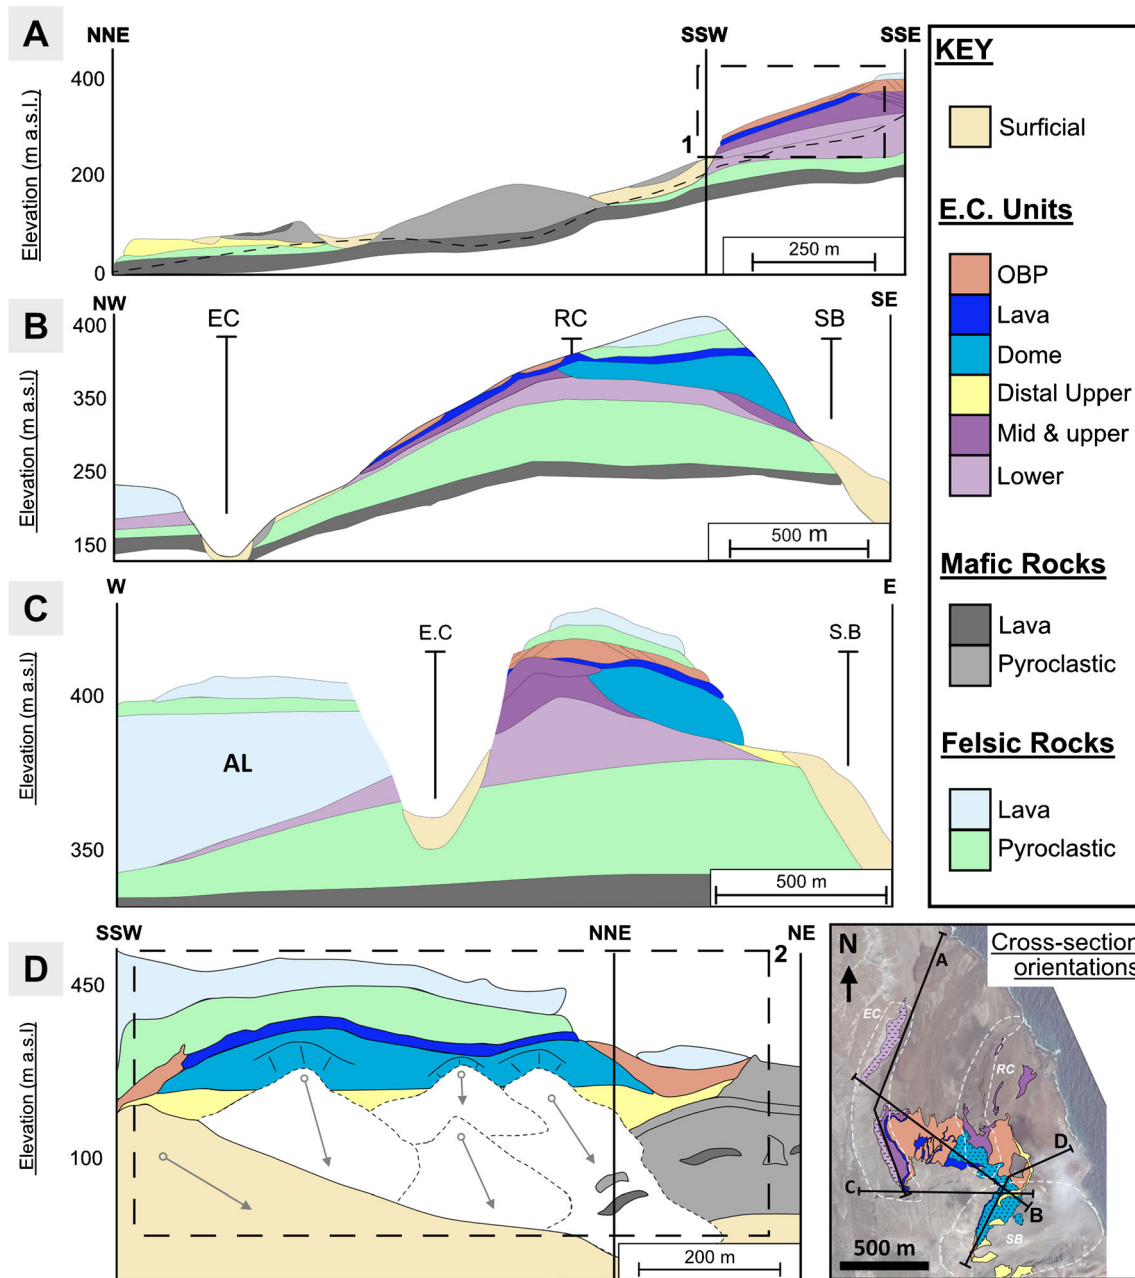 A
NNE
SSW
SSE
Elevation (m a.s.l.)
400
200
0
1
250 m
B
NW
SE
EC
RC
SB
Elevation (m a.s.l.)
400
350
250
150
500 m
C
W
E
E.C
S.B
Elevation (m a.s.l)
400
350
AL
500 m
D
SSW
NNE
NE
2
Elevation (m a.s.l)
450
100
200 m
KEY
Surficial
E.C. Units
OBP
Lava
Dome
Distal Upper
Mid & upper
Lower
Mafic Rocks
Lava
Pyroclastic
Felsic Rocks
Lava
Pyroclastic
N
Cross-section
orientations
A
EC
RC
D
C
B
SB
500 m